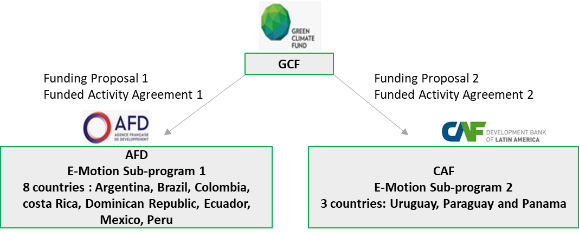 GREEN
CLIMATE
FUND
GCF
Funding Proposal 1
Funded Activity Agreement 1
Funding Proposal 2
Funded Activity Agreement 2
AFD
AGENCE FRANÇAISE
DE DÉVELOPPEMENT
CAF DEVELOPMENT BANK
OF LATIN AMERICA
AFD
E-Motion Sub-program 1
8 countries : Argentina, Brazil, Colombia,
costa Rica, Dominican Republic, Ecuador,
Mexico, Peru
CAF
E-Motion Sub-program 2
3 countries: Uruguay, Paraguay and Panama